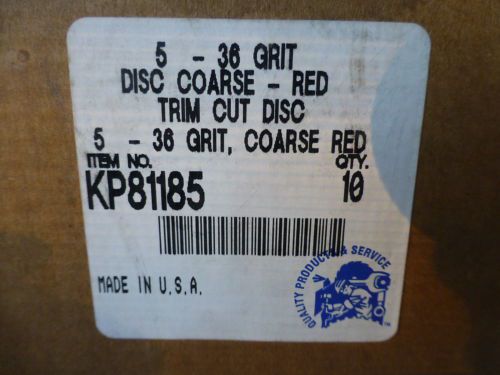 5 - 36 GRIT
DISC COARSE - RED
TRIM CUT DISC
5 - 36 GRIT, COARSE RED
ITEM NO. QTY.
KP81185 10
MADE IN U.S.A.
QUALITY PRODUCTS & SERVICE
TM